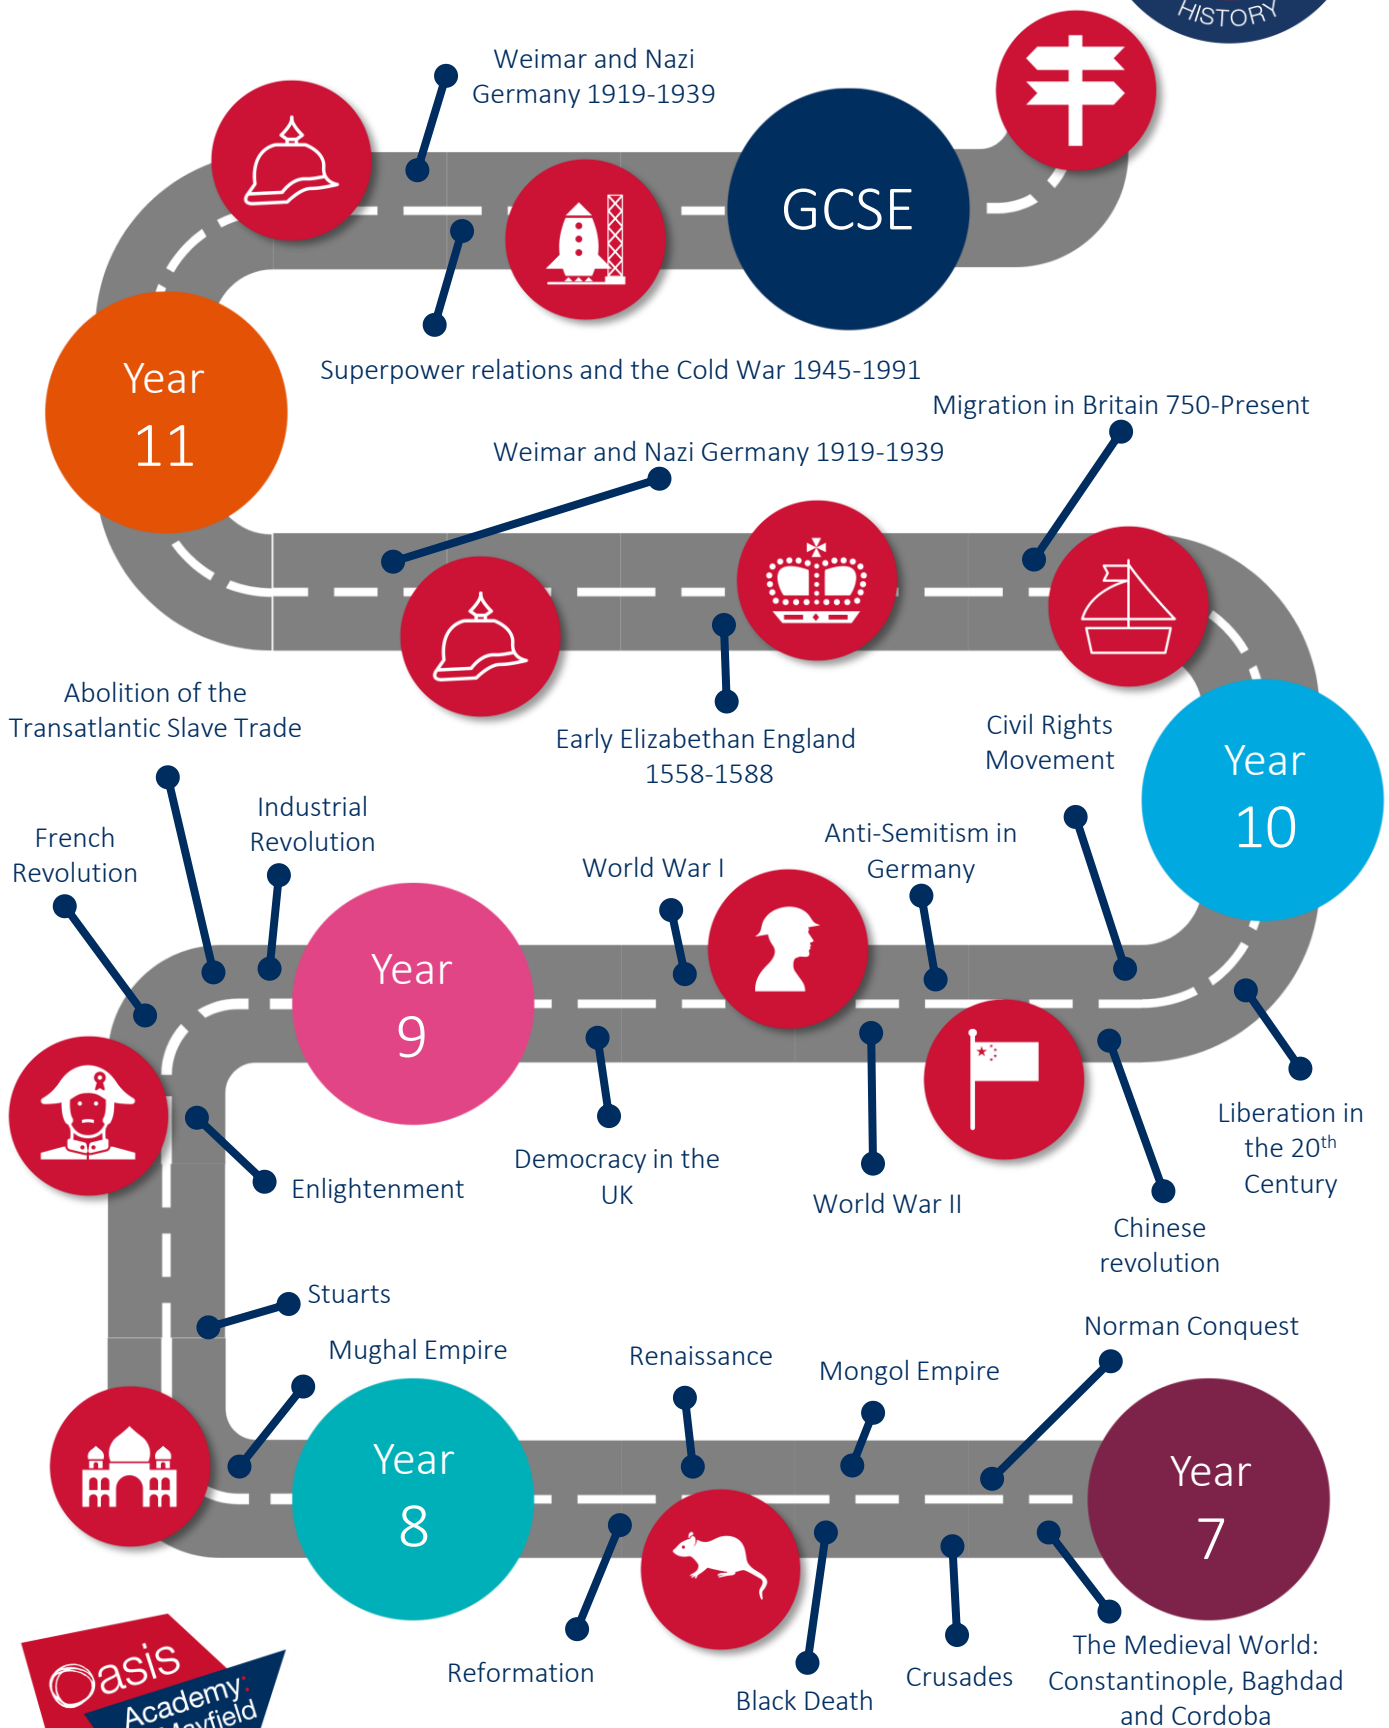 HISTORY
Weimar and Nazi
Germany 1919-1939
GCSE
Superpower relations and the Cold War 1945-1991
Year
11
Migration in Britain 750-Present
Weimar and Nazi Germany 1919-1939
Abolition of the
Transatlantic Slave Trade
Early Elizabethan England
1558-1588
Civil Rights
Movement
Year
10
Industrial
Revolution
French
Revolution
World War I
Anti-Semitism in
Germany
Year
9
Democracy in the
UK
World War II
Liberation in
the 20th
Century
Chinese
revolution
Enlightenment
Stuarts
Mughal Empire
Renaissance
Mongol Empire
Norman Conquest
Year
8
Year
7
Reformation
Black Death
Crusades
The Medieval World:
Constantinople, Baghdad
and Cordoba
Oasis
Academy:
Mayfield